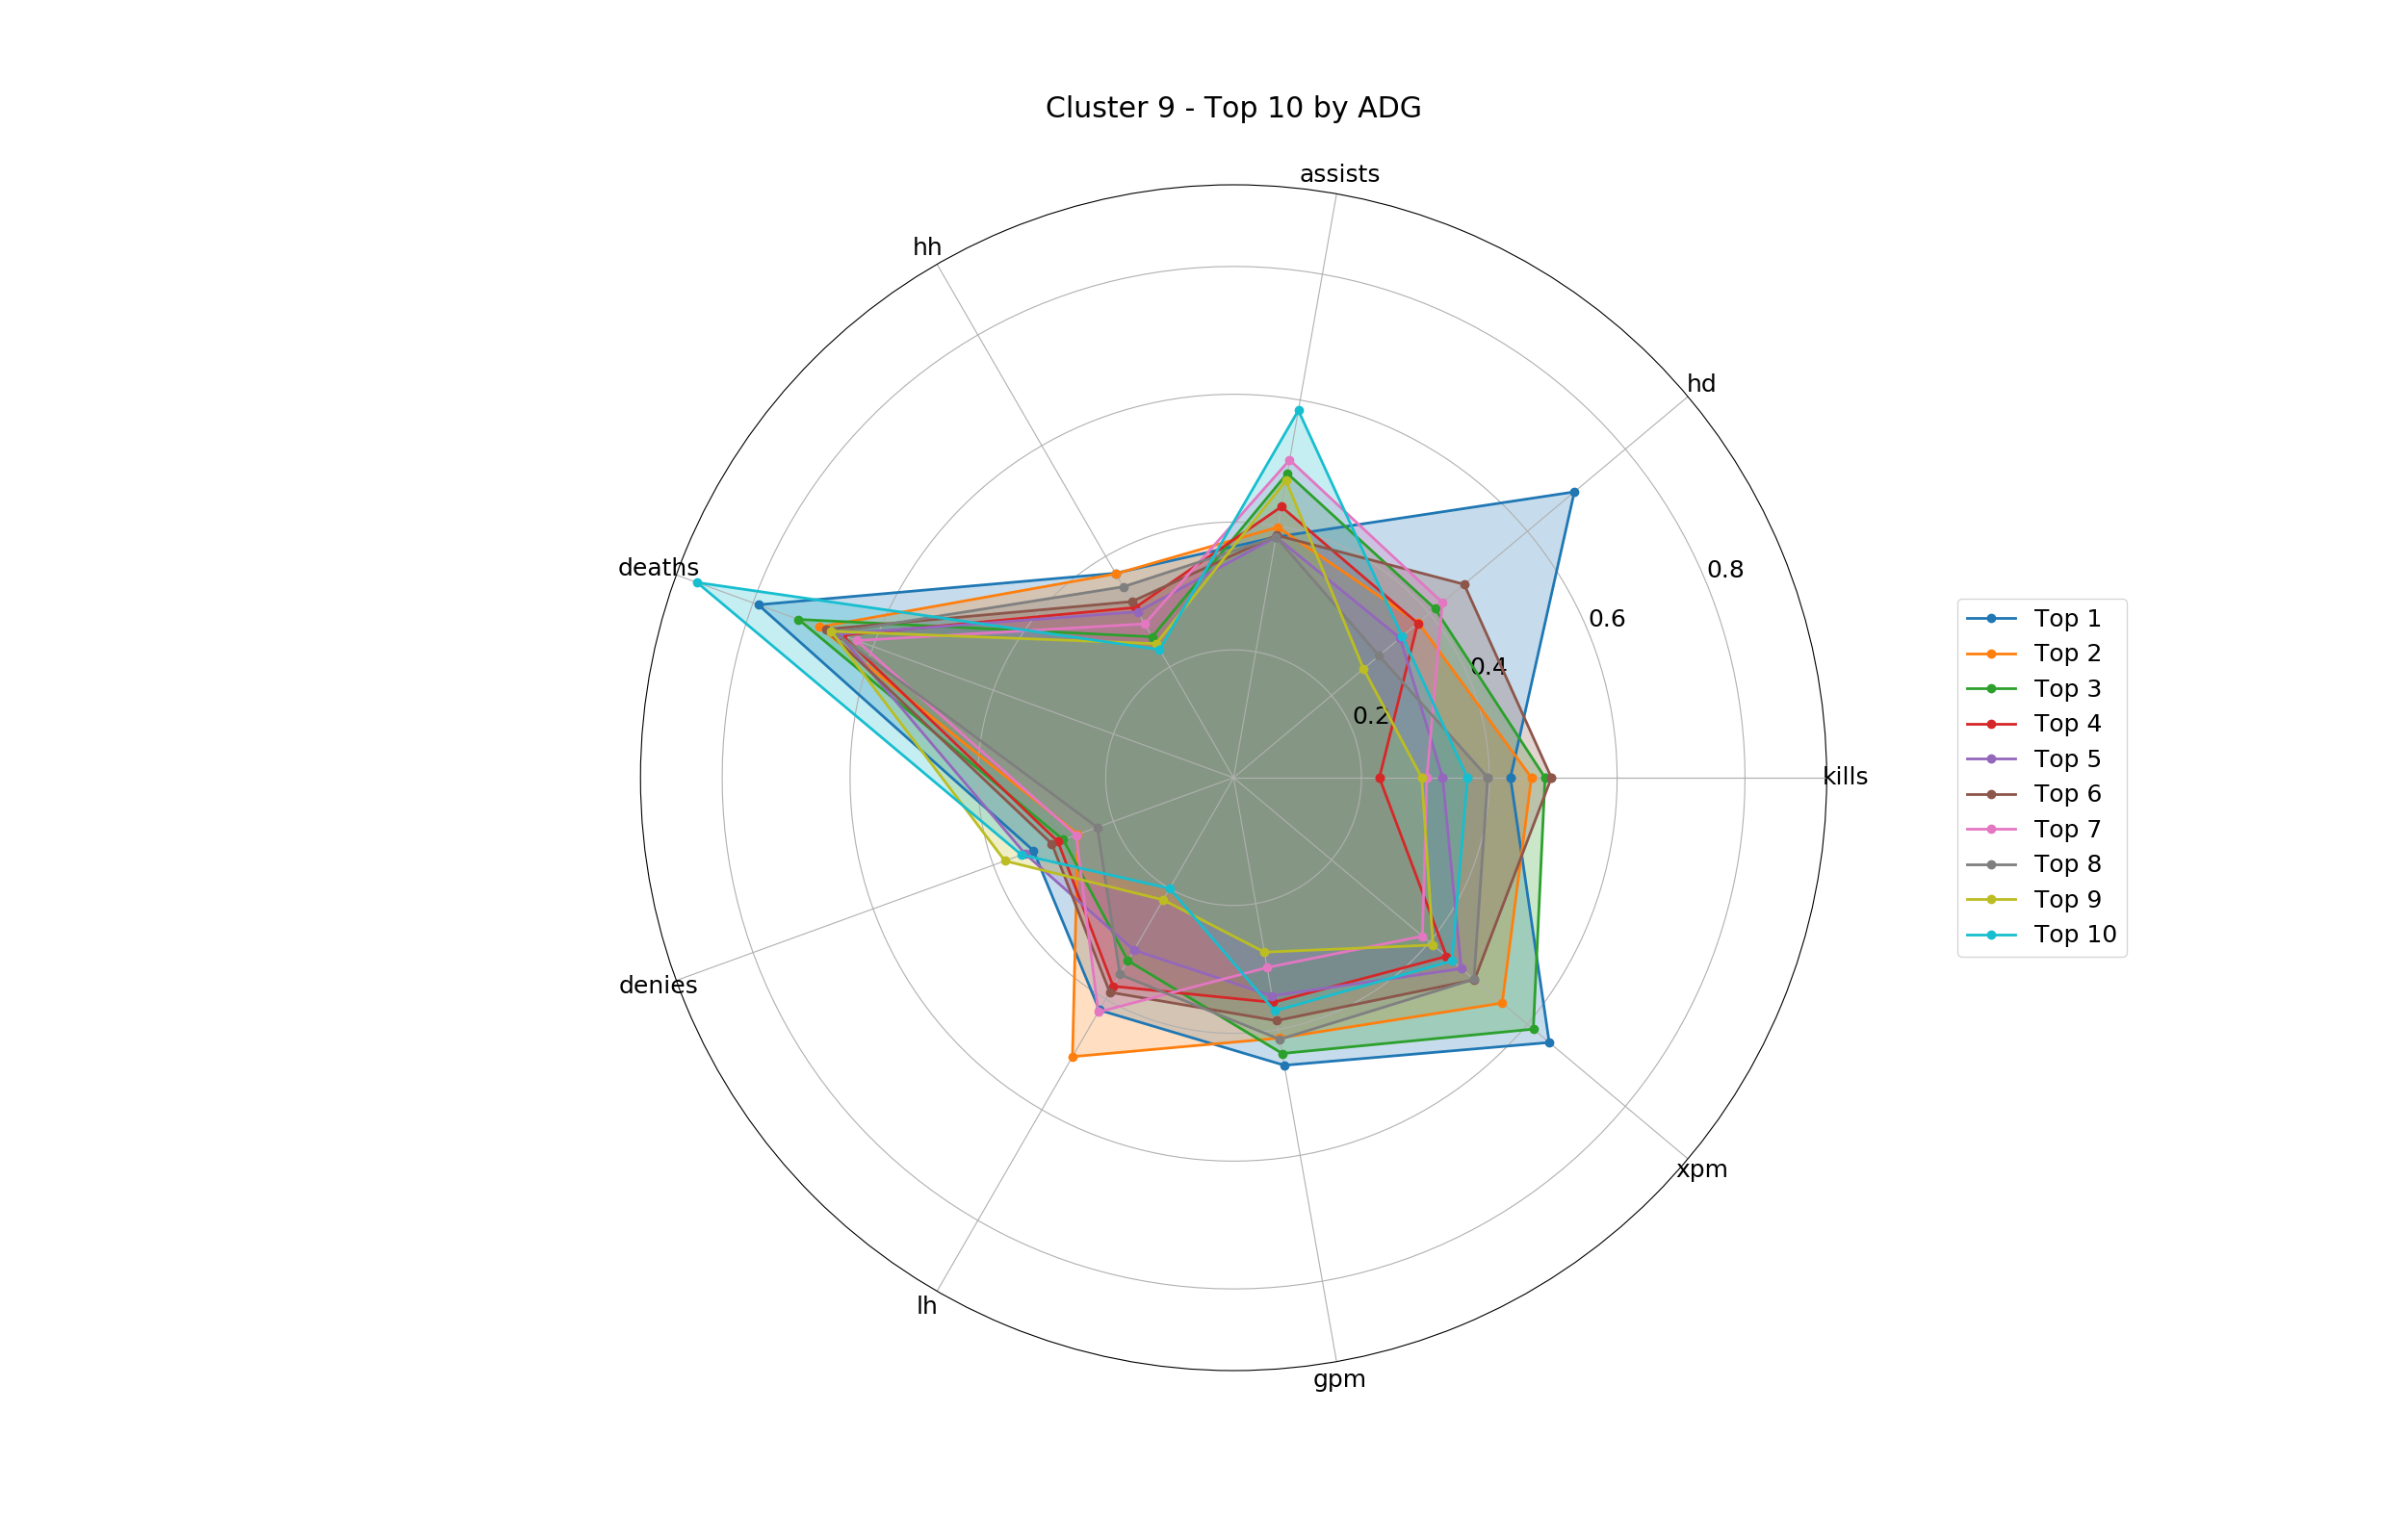 Cluster 9 - Top 10 by ADG
assists
hh
hd
deaths
0.8
0.6
0.4
0.2
kills
denies
xpm
lh
gpm
Top 1
Top 2
Top 3
Top 4
Top 5
Top 6
Top 7
Top 8
Top 9
Top 10